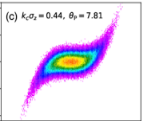 (c) k_cσ_z = 0.44, θ_P = 7.81